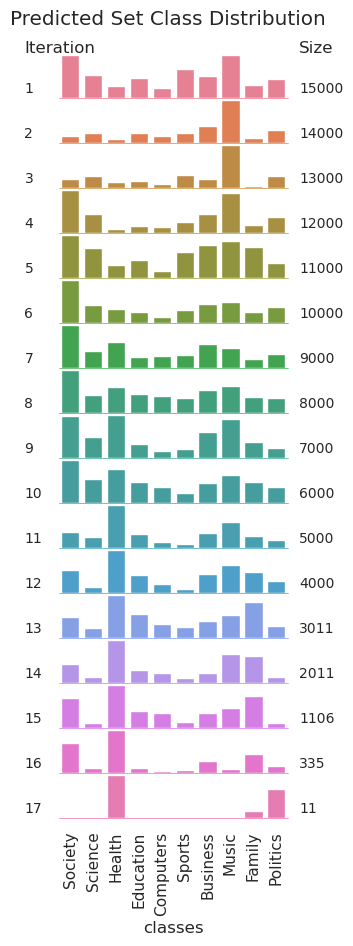 Predicted Set Class Distribution
Iteration Size
1 15000
2 14000
3 13000
4 12000
5 11000
6 10000
7 9000
8 8000
9 7000
10 6000
11 5000
12 4000
13 3011
14 2011
15 1106
16 335
17 11
Society
Science
Health
Education
Computers
Sports
Business
Music
Family
Politics
classes